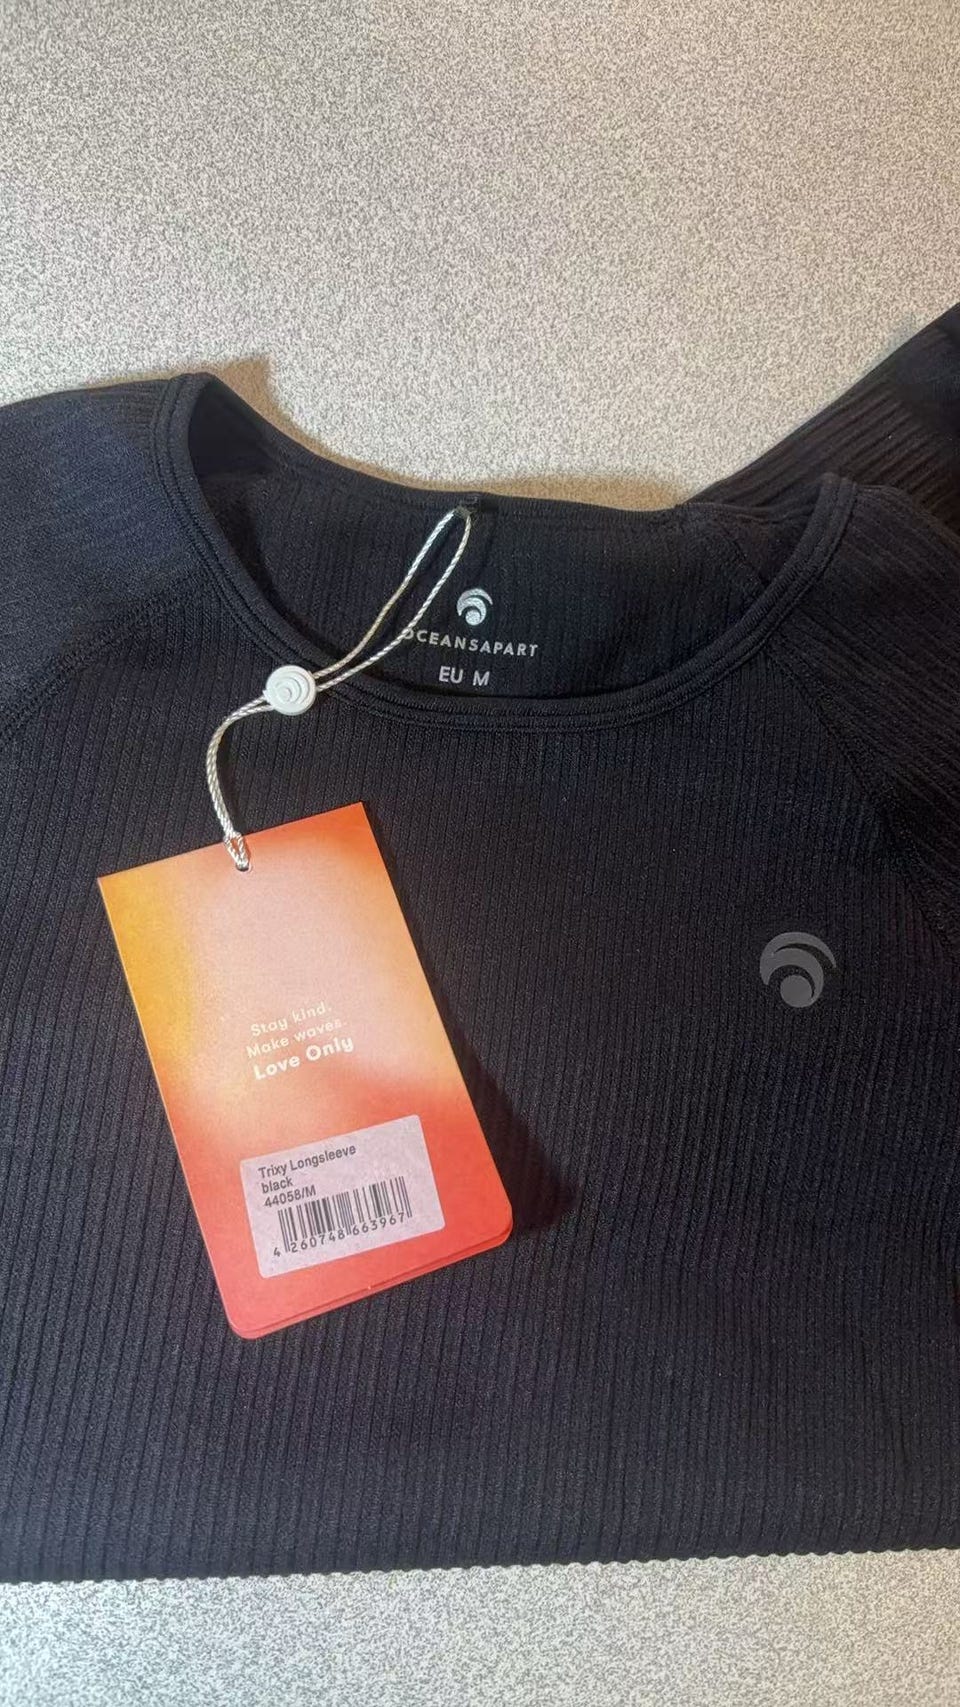 OCEANSAPART
EU M
Stay kind.
Make waves.
Love Only
Trixy Longsleeve
black
44058/M
4 260748 663967